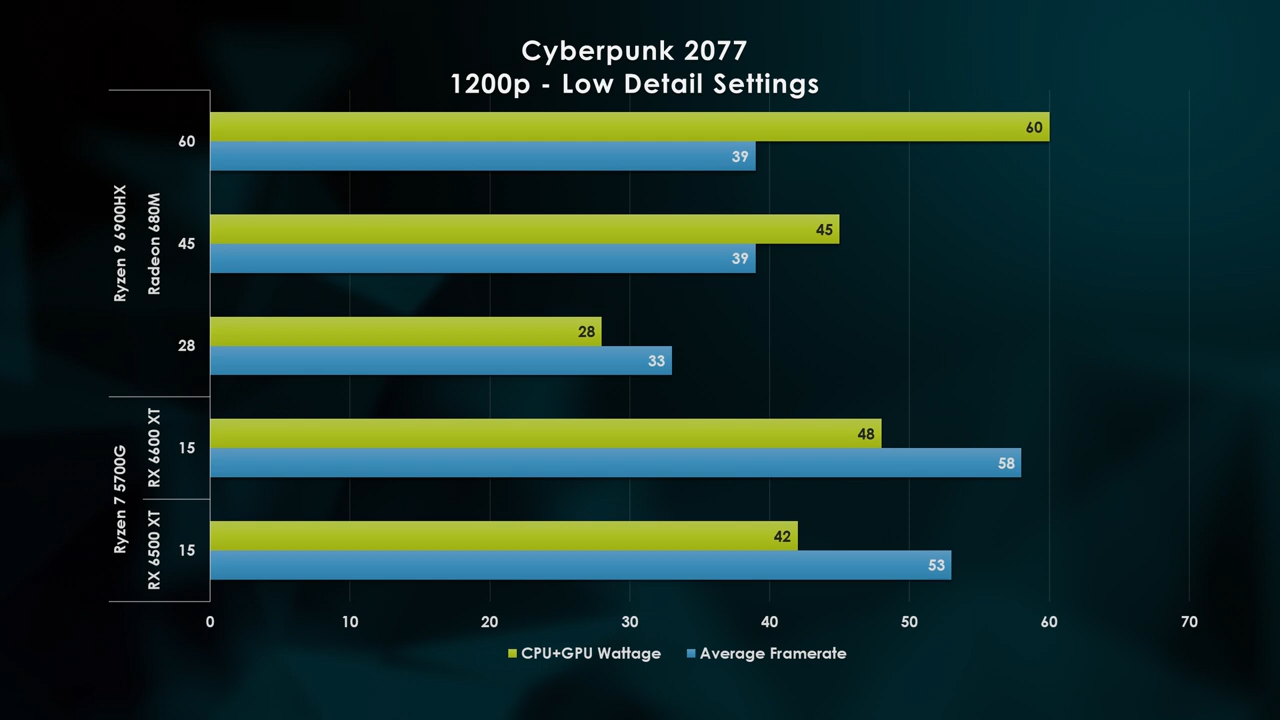 Cyberpunk 2077
1200p - Low Detail Settings
Ryzen 9 6900HX
Radeon 680M
60
60
39
45
45
39
28
28
33
Ryzen 7 5700G
RX 6600 XT
15
48
58
RX 6500 XT
15
42
53
0 10 20 30 40 50 60 70
CPU+GPU Wattage Average Framerate